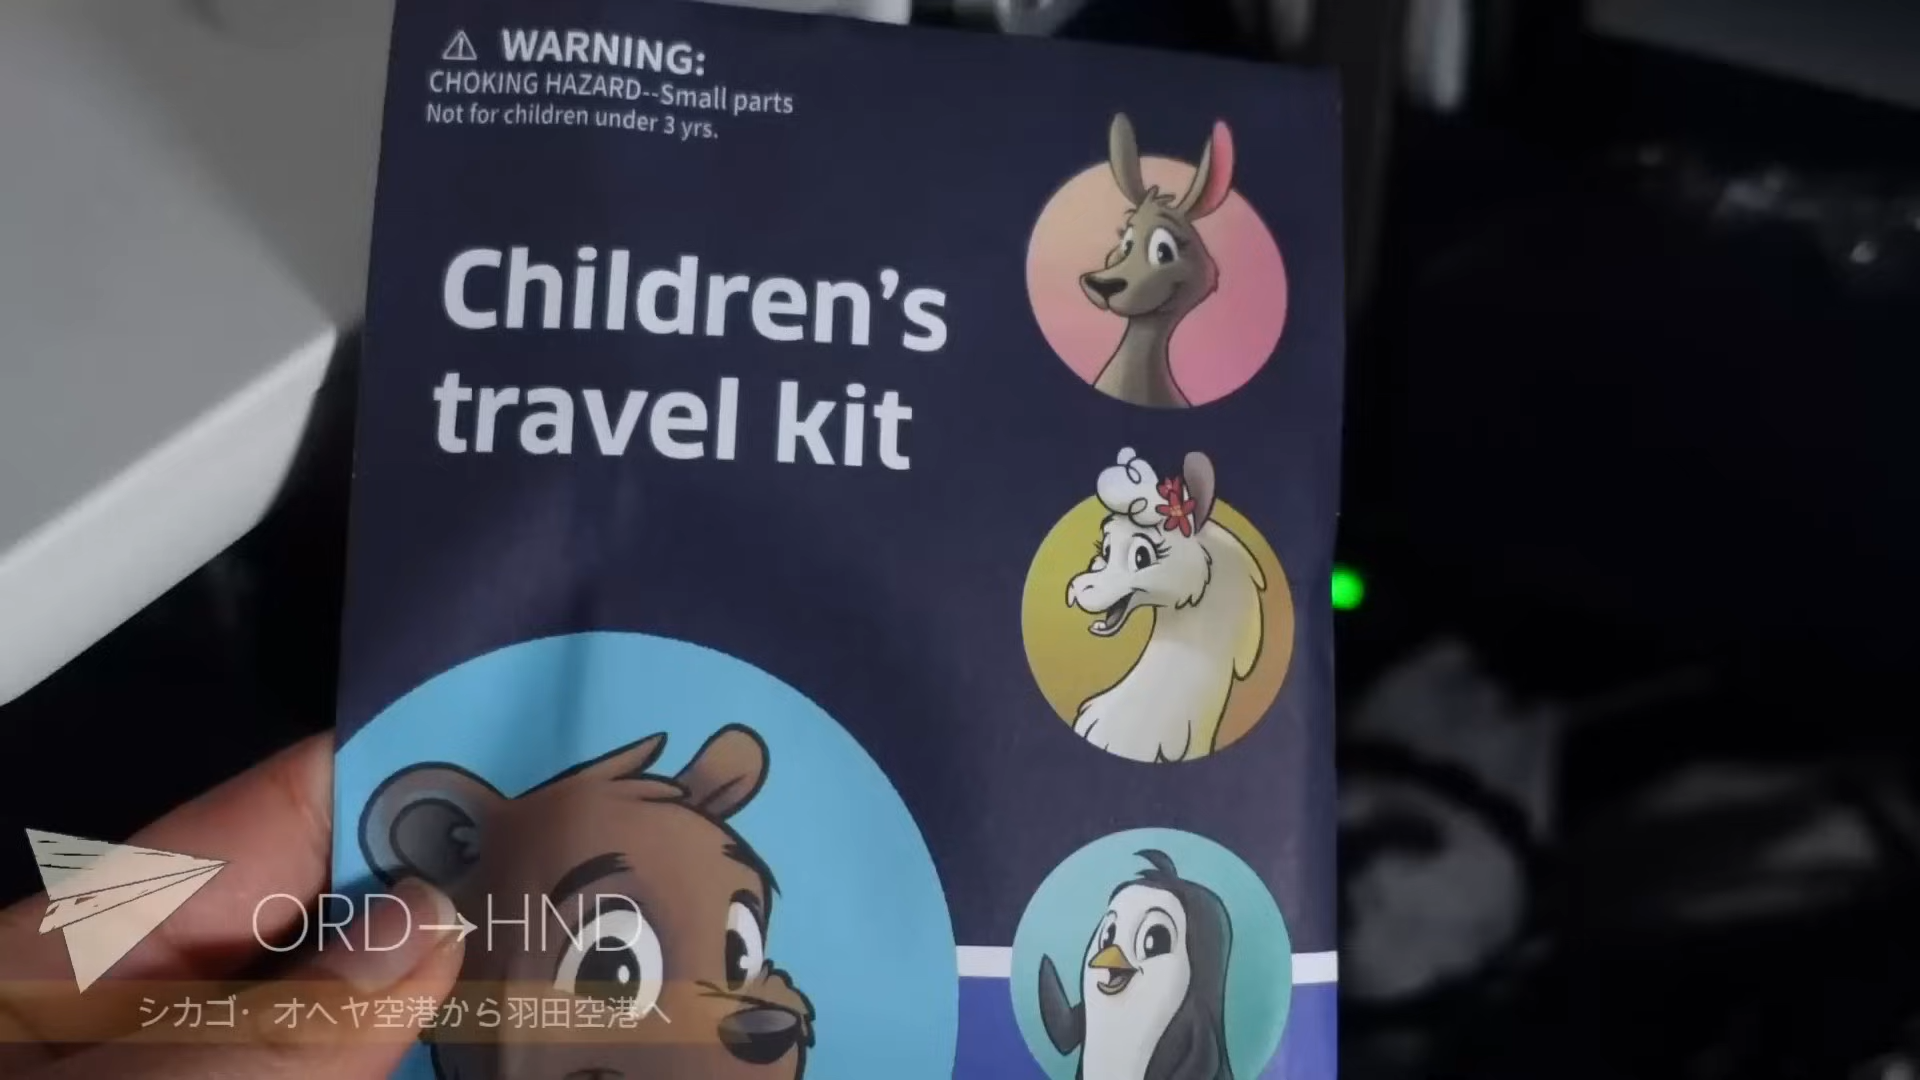 WARNING:
CHOKING HAZARD--Small parts
Not for children under 3 yrs.
Children's
travel kit
ORD→HND
シカゴ・オヘヤ空港から羽田空港へ